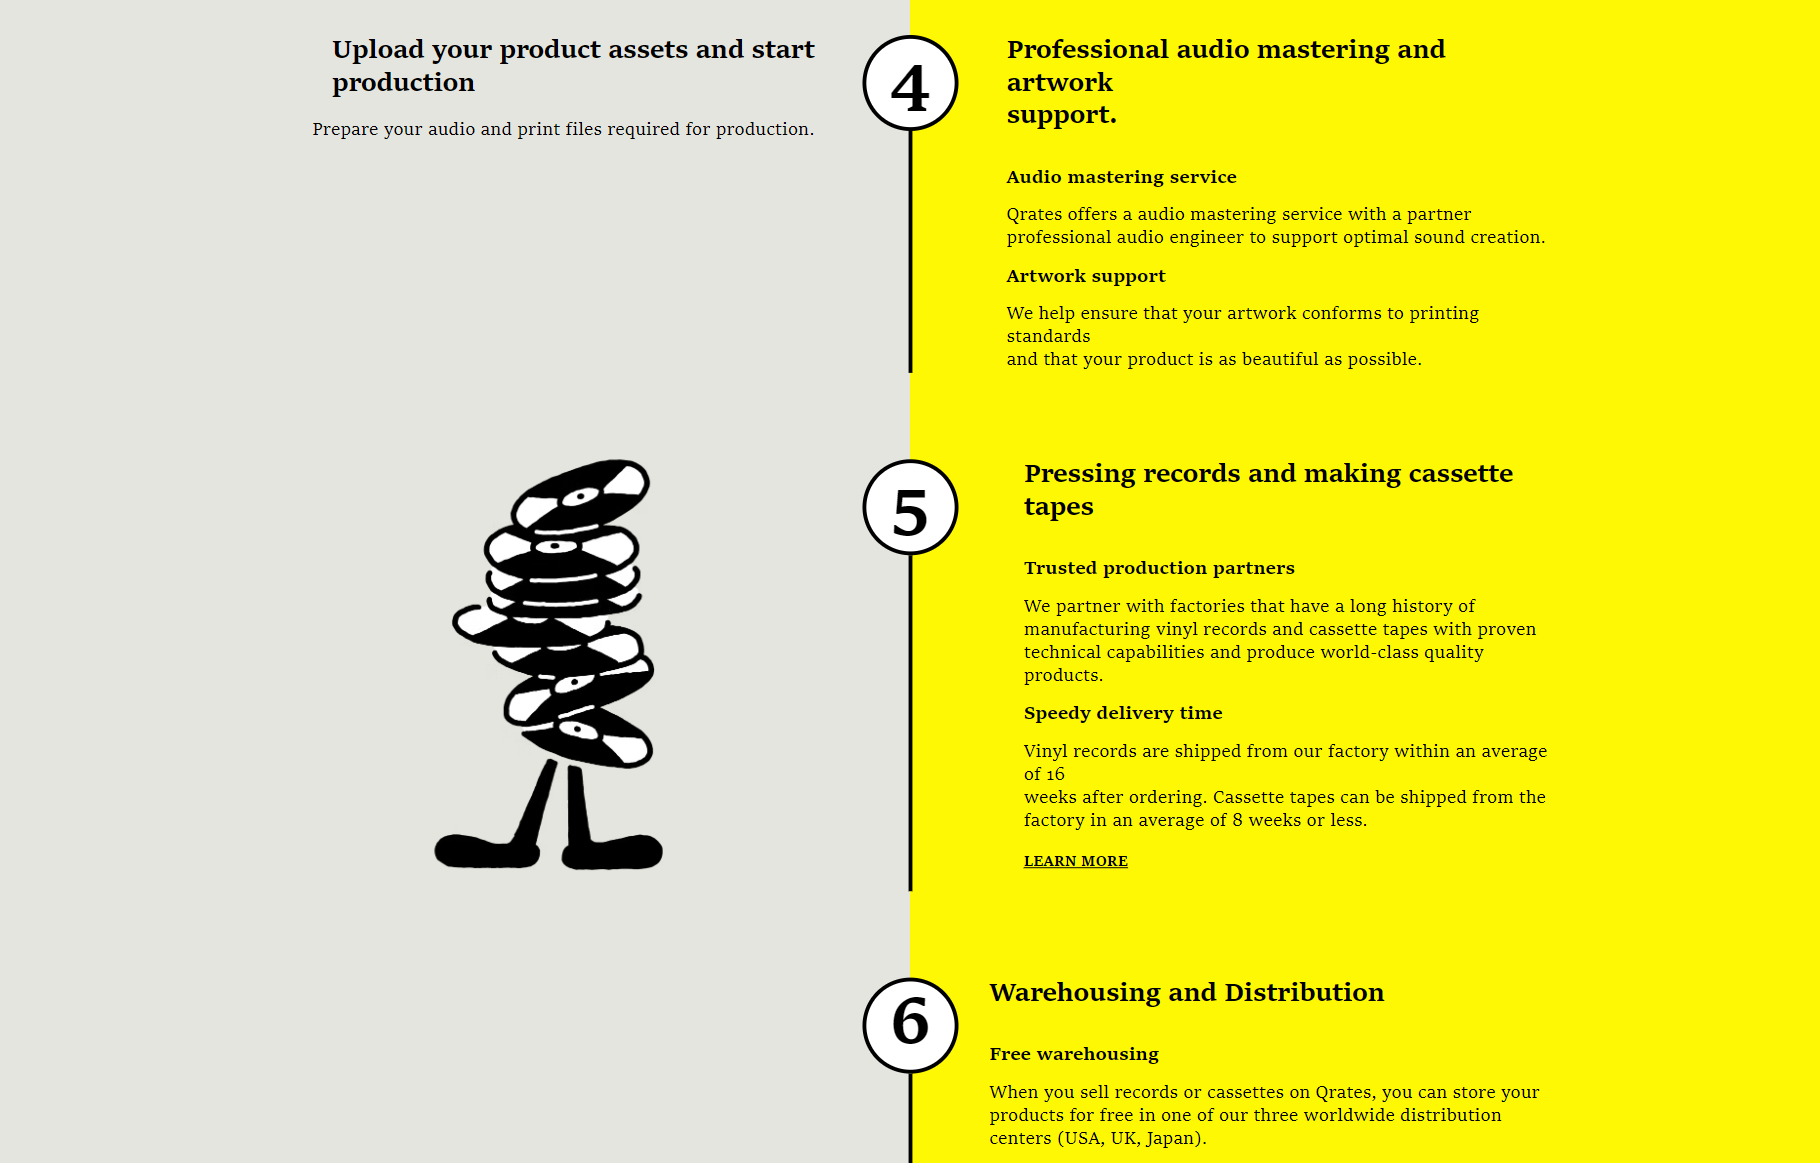 Upload your product assets and start
production
Prepare your audio and print files required for production.
4
Professional audio mastering and
artwork
support.
Audio mastering service
Qrates offers a audio mastering service with a partner
professional audio engineer to support optimal sound creation.
Artwork support
We help ensure that your artwork conforms to printing
standards
and that your product is as beautiful as possible.
5
Pressing records and making cassette
tapes
Trusted production partners
We partner with factories that have a long history of
manufacturing vinyl records and cassette tapes with proven
technical capabilities and produce world-class quality
products.
Speedy delivery time
Vinyl records are shipped from our factory within an average
of 16
weeks after ordering. Cassette tapes can be shipped from the
factory in an average of 8 weeks or less.
LEARN MORE
6
Warehousing and Distribution
Free warehousing
When you sell records or cassettes on Qrates, you can store your
products for free in one of our three worldwide distribution
centers (USA, UK, Japan).